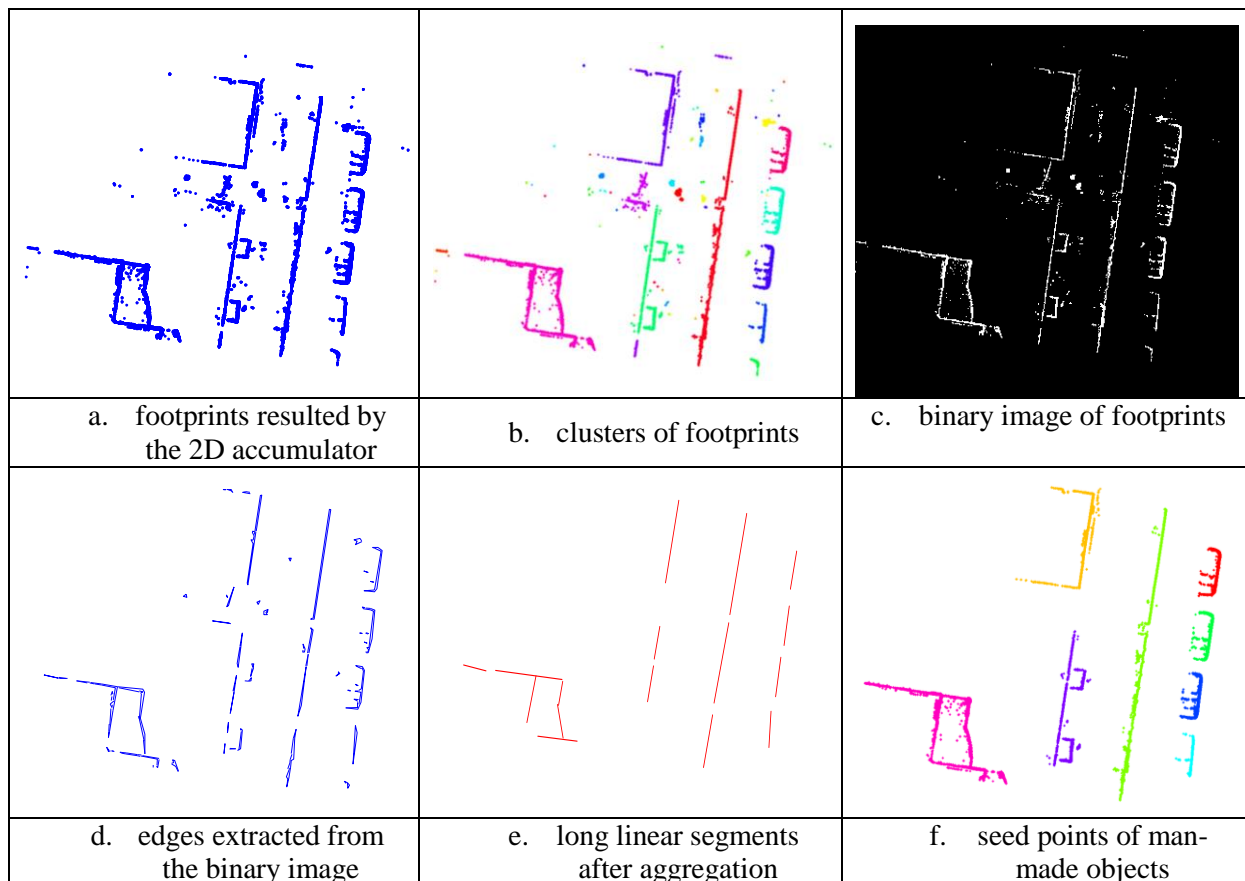 a. footprints resulted by
the 2D accumulator
b. clusters of footprints
c. binary image of footprints
d. edges extracted from
the binary image
e. long linear segments
after aggregation
f. seed points of man-
made objects